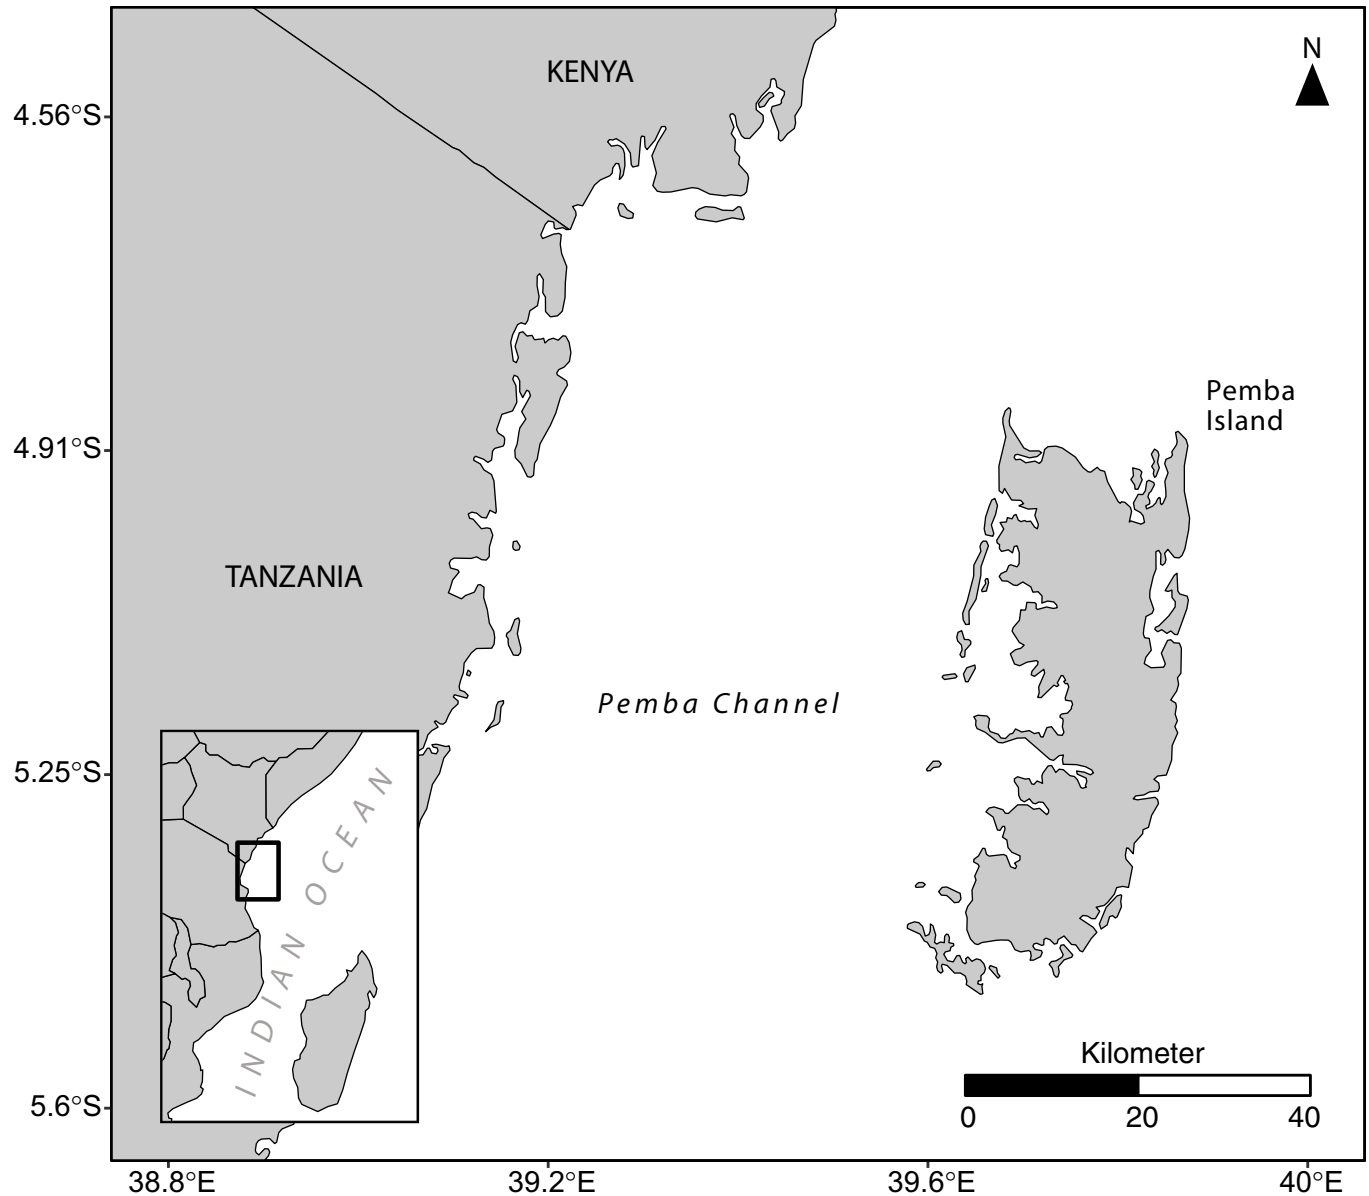 N
KENYA
4.56°S
Pemba
Island
4.91°S
TANZANIA
Pemba Channel
5.25°S
INDIAN OCEAN
Kilometer
0 20 40
5.6°S
38.8°E 39.2°E 39.6°E 40°E